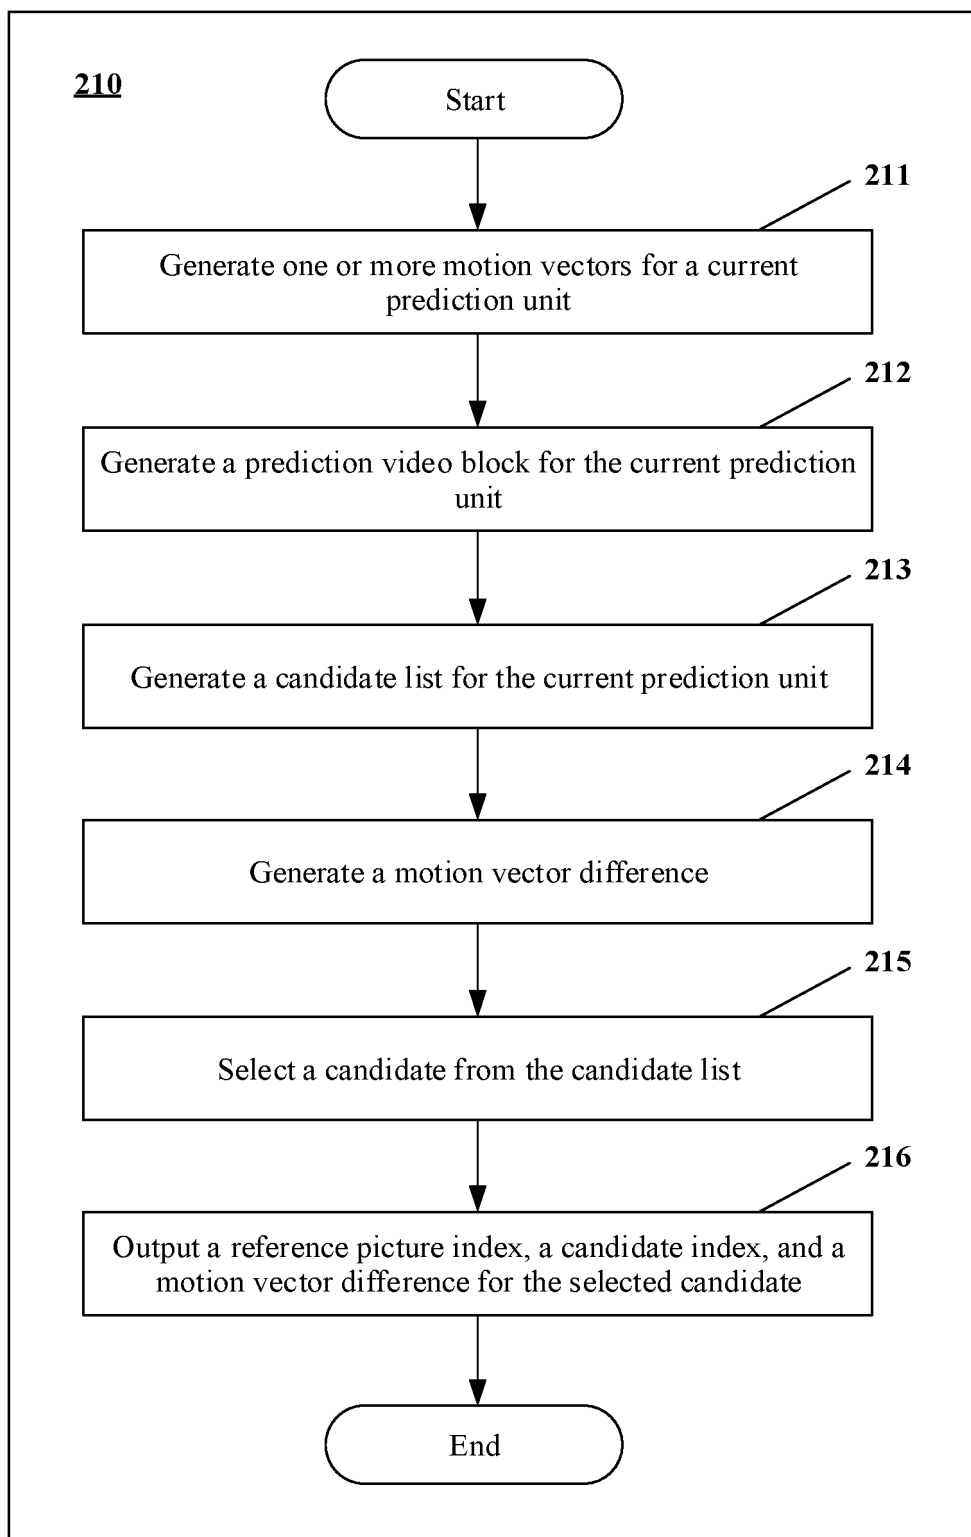 210
Start
211
Generate one or more motion vectors for a current
prediction unit
212
Generate a prediction video block for the current prediction
unit
213
Generate a candidate list for the current prediction unit
214
Generate a motion vector difference
215
Select a candidate from the candidate list
216
Output a reference picture index, a candidate index, and a
motion vector difference for the selected candidate
End